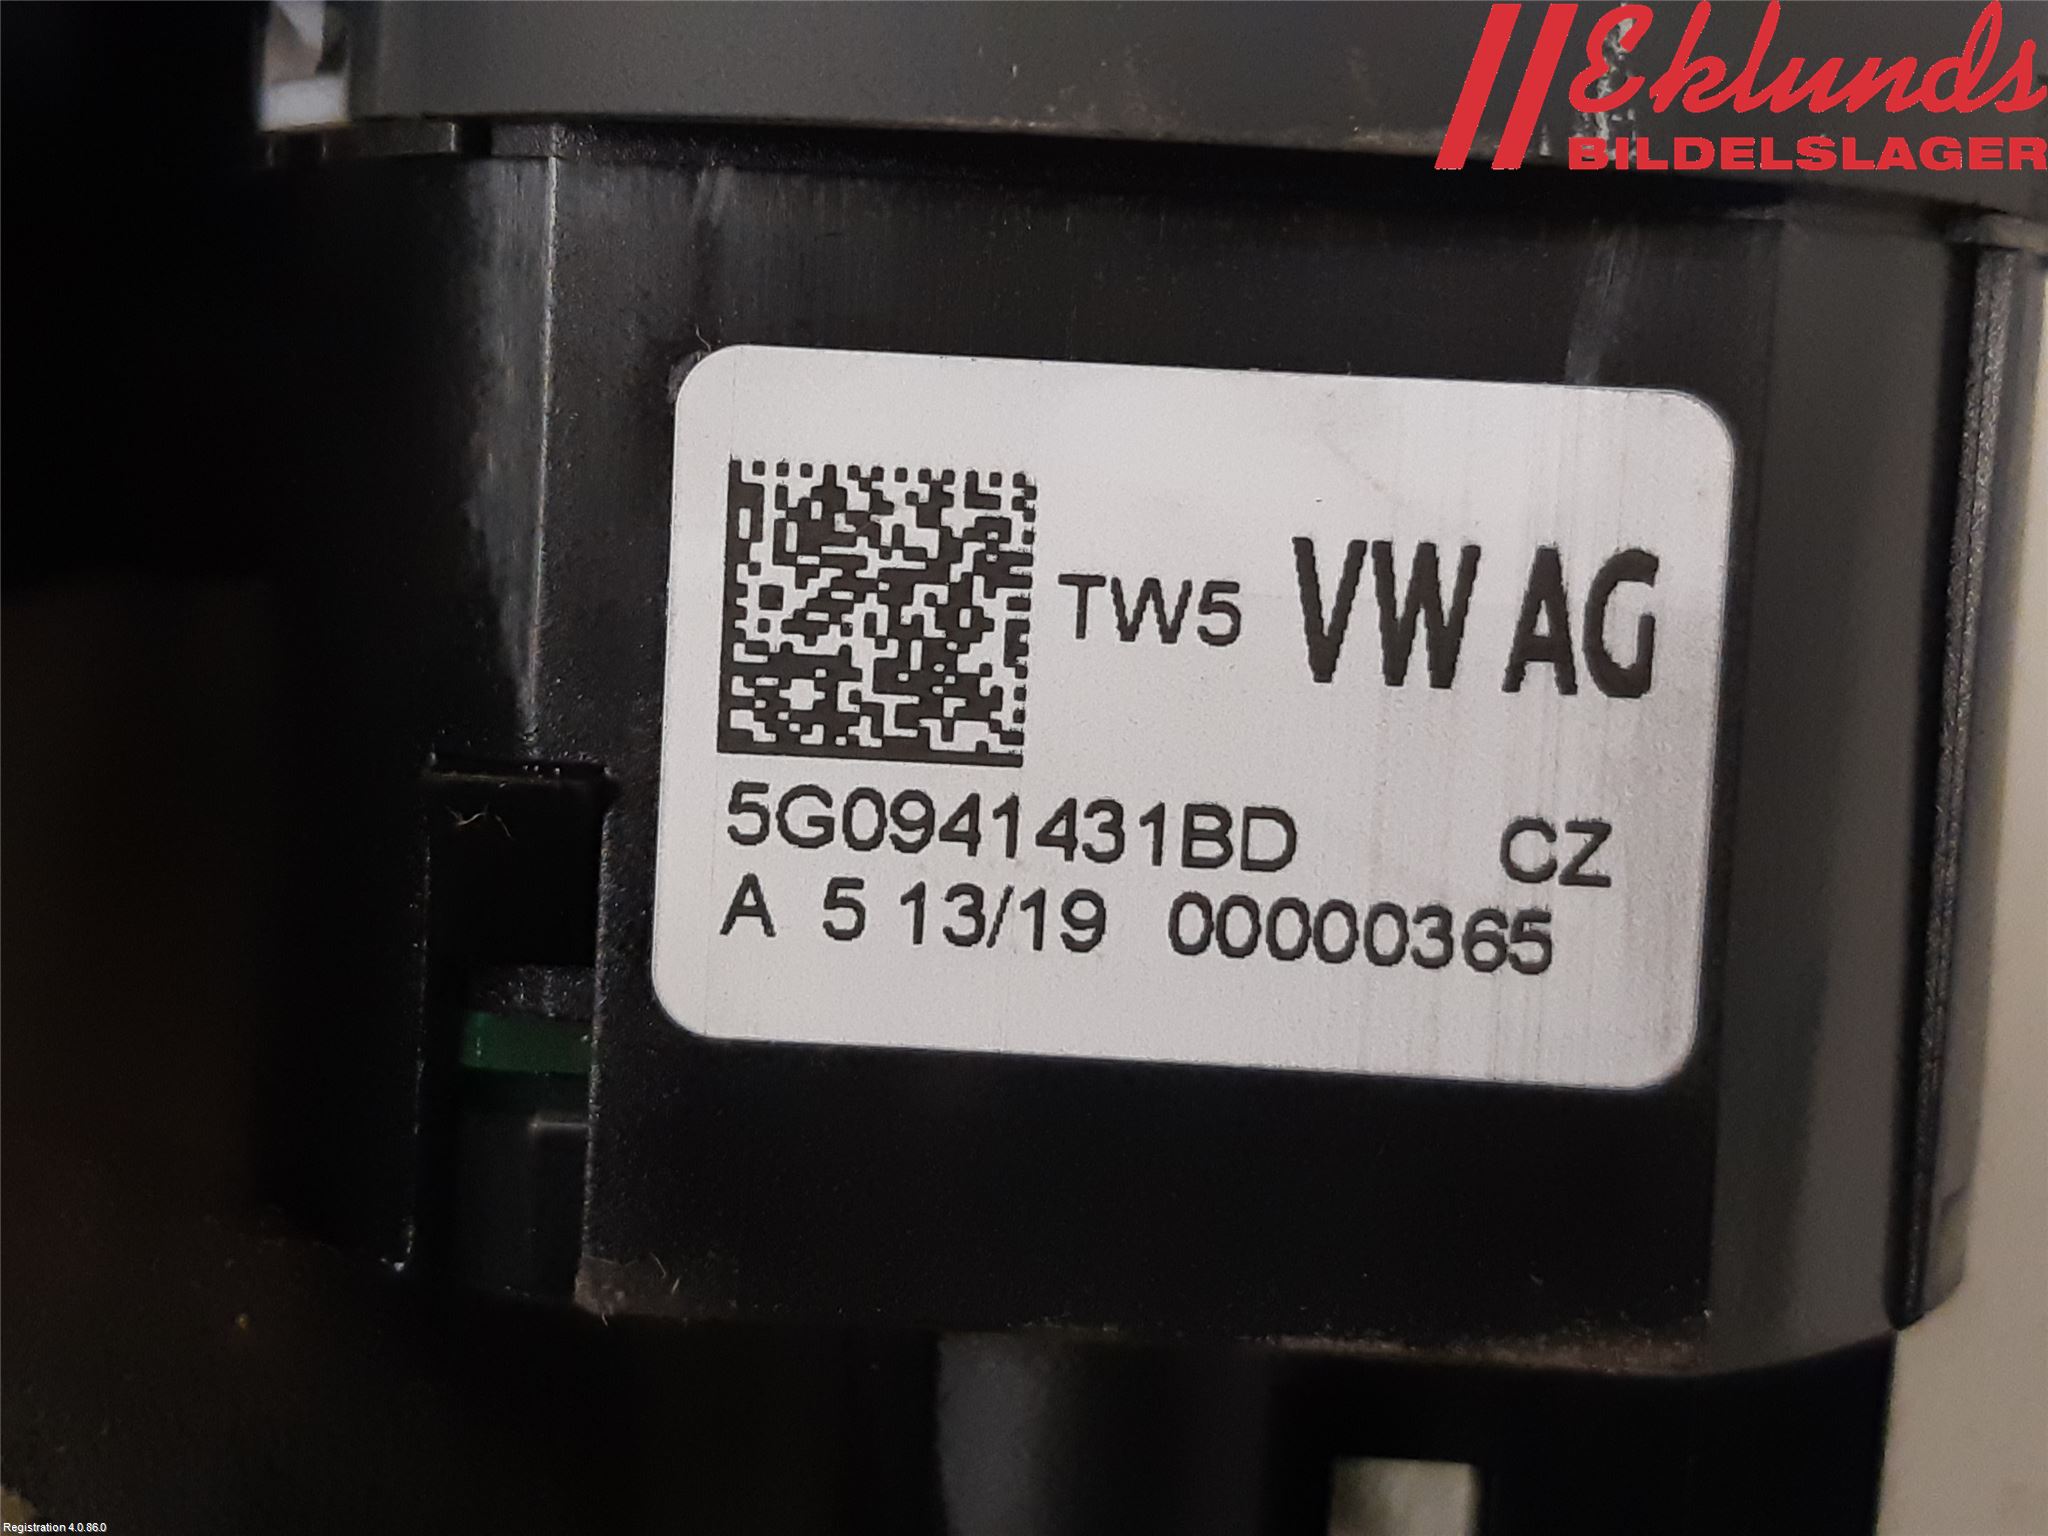 Eklunds
BILDELSLAGER
TW5 VW AG
5G0941431BD CZ
A 5 13/19 00000365
Registration 4.0.86.0